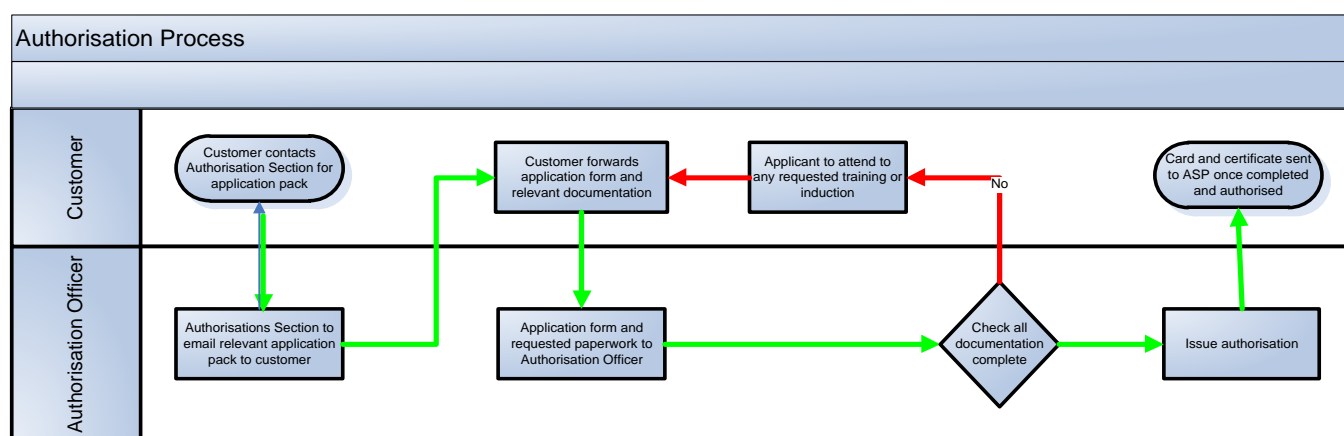 Authorisation Process
Customer
Customer contacts
Authorisation Section for
application pack
Customer forwards
application form and
relevant documentation
Applicant to attend to
any requested training or
induction
No
Card and certificate sent
to ASP once completed
and authorised
Authorisation Officer
Authorisations Section to
email relevant application
pack to customer
Application form and
requested paperwork to
Authorisation Officer
Check all
documentation
complete
Issue authorisation